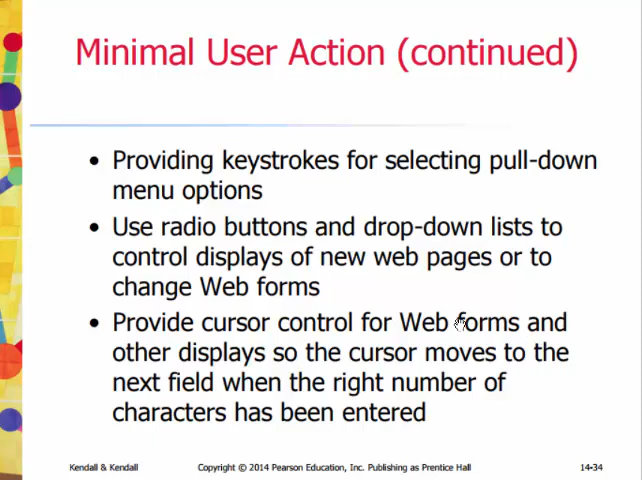 Minimal User Action (continued)
• Providing keystrokes for selecting pull-down
menu options
• Use radio buttons and drop-down lists to
control displays of new web pages or to
change Web forms
• Provide cursor control for Web forms and
other displays so the cursor moves to the
next field when the right number of
characters has been entered
Kendall & Kendall Copyright © 2014 Pearson Education, Inc. Publishing as Prentice Hall 14-34